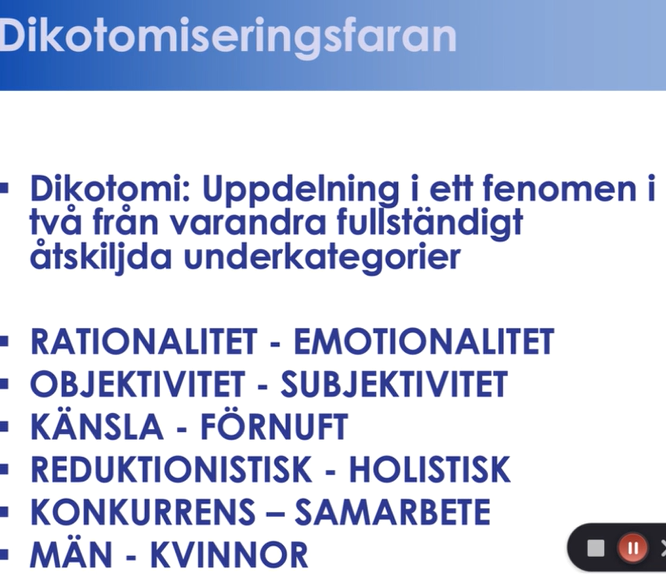 Dikotomiseringsfaran
▪ Dikotomi: Uppdelning i ett fenomen i
två från varandra fullständigt
åtskiljda underkategorier
▪ RATIONALITET - EMOTIONALITET
▪ OBJEKTIVITET - SUBJEKTIVITET
▪ KÄNSLA - FÖRNUFT
▪ REDUKTIONISTISK - HOLISTISK
▪ KONKURRENS – SAMARBETE
▪ MÄN - KVINNOR